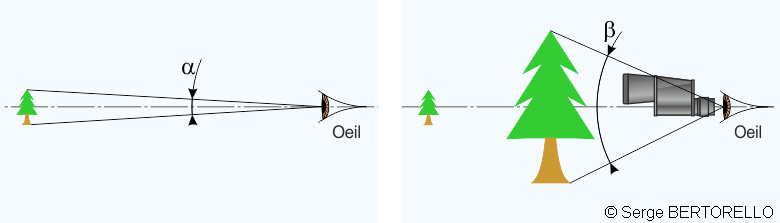 α
Oeil
β
Oeil
© Serge BERTORELLO